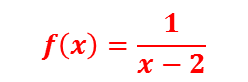 f(x) = 1/(x − 2)